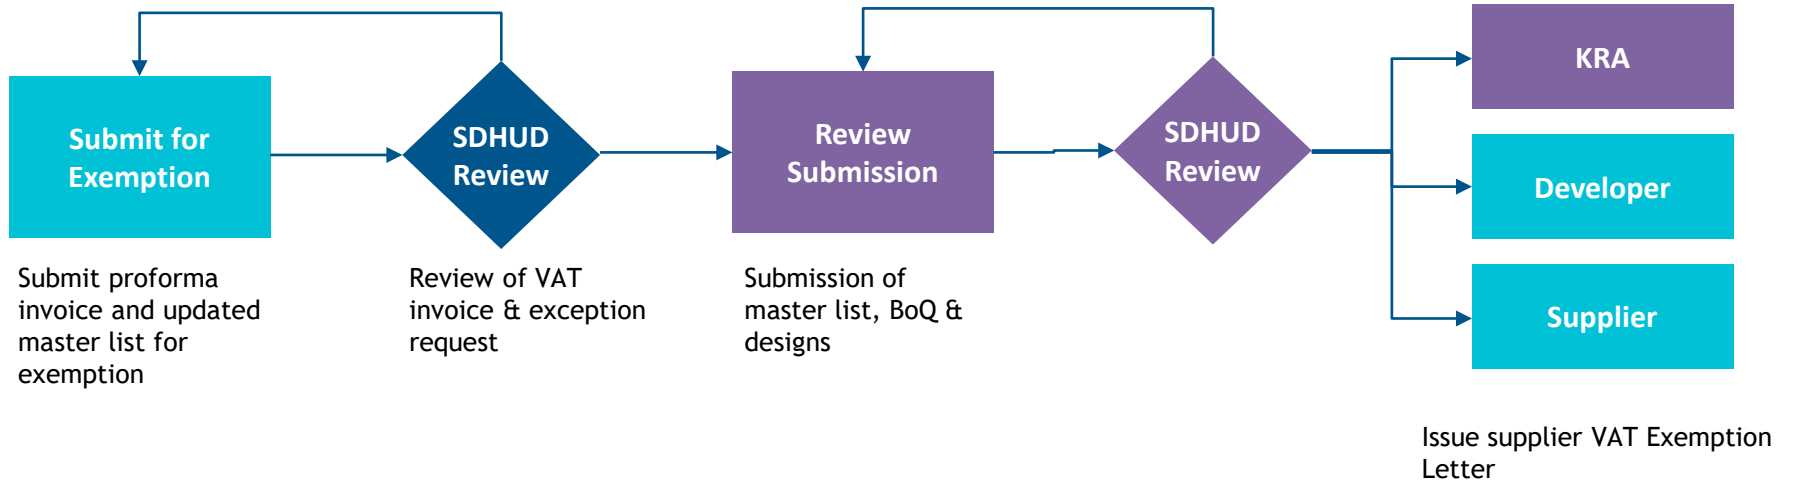 Submit for
Exemption
SDHUD
Review
Review
Submission
SDHUD
Review
KRA
Developer
Supplier
Submit proforma
invoice and updated
master list for
exemption
Review of VAT
invoice & exception
request
Submission of
master list, BoQ &
designs
Issue supplier VAT Exemption
Letter